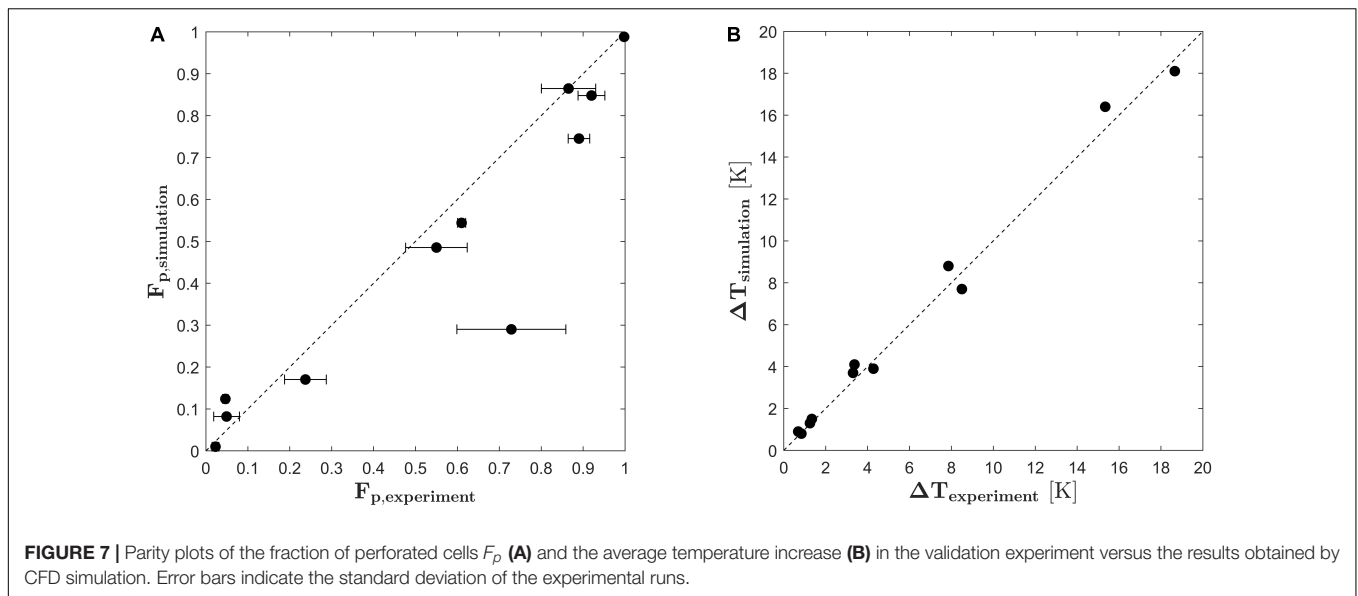 A
1
0.9
0.8
0.7
0.6
0.5
0.4
0.3
0.2
0.1
0
F_p,simulation
0 0.1 0.2 0.3 0.4 0.5 0.6 0.7 0.8 0.9 1
F_p,experiment
B
20
18
16
14
12
10
8
6
4
2
0
ΔT_simulation [K]
0 2 4 6 8 10 12 14 16 18 20
ΔT_experiment [K]
FIGURE 7 | Parity plots of the fraction of perforated cells F_p (A) and the average temperature increase (B) in the validation experiment versus the results obtained by
CFD simulation. Error bars indicate the standard deviation of the experimental runs.